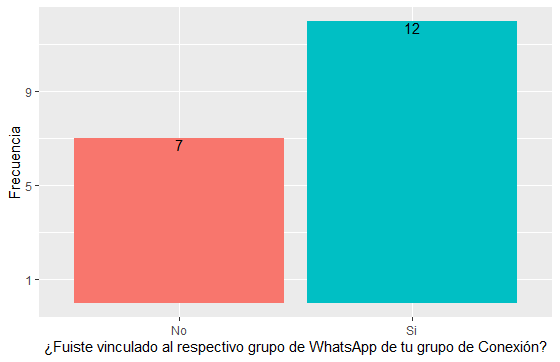 12
7
9
5
1
Frecuencia
No
Si
¿Fuiste vinculado al respectivo grupo de WhatsApp de tu grupo de Conexión?